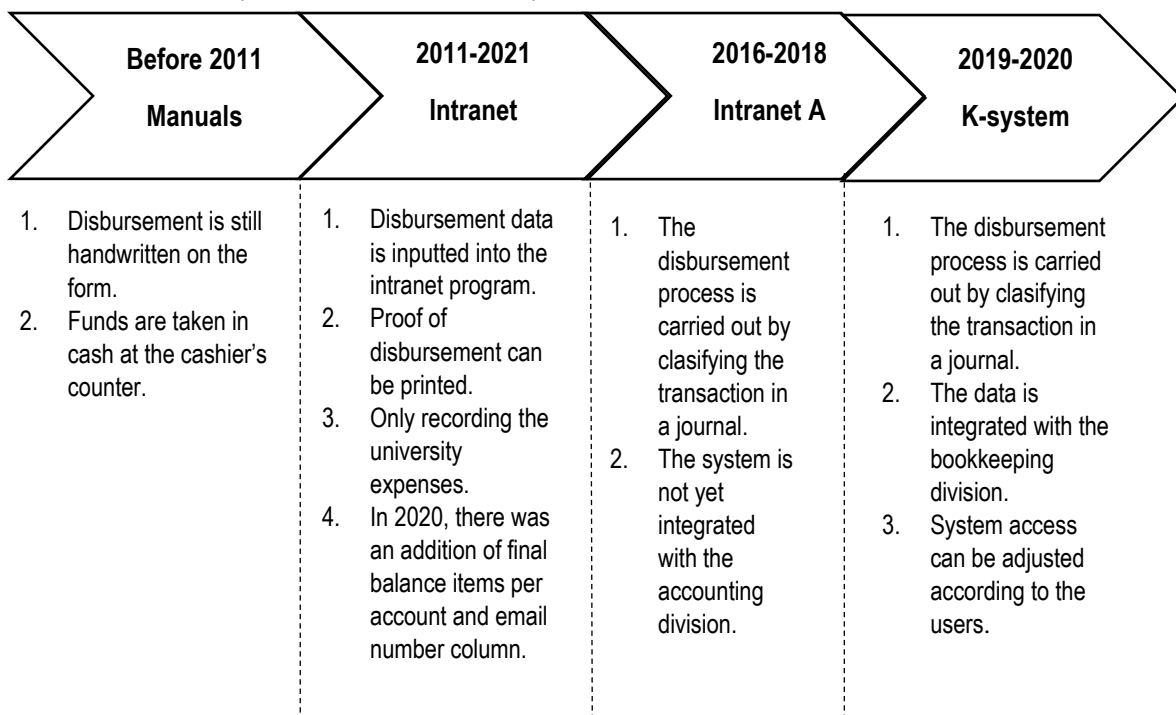 Before 2011
Manuals
2011-2021
Intranet
2016-2018
Intranet A
2019-2020
K-system
1. Disbursement is still
handwritten on the
form.
2. Funds are taken in
cash at the cashier's
counter.
1. Disbursement data
is inputted into the
intranet program.
2. Proof of
disbursement can
be printed.
3. Only recording the
university
expenses.
4. In 2020, there was
an addition of final
balance items per
account and email
number column.
1. The
disbursement
process is
carried out by
clasifying the
transaction in
a journal.
2. The system is
not yet
integrated
with the
accounting
division.
1. The disbursement
process is carried
out by clasifying
the transaction in
a journal.
2. The data is
integrated with the
bookkeeping
division.
3. System access
can be adjusted
according to the
users.